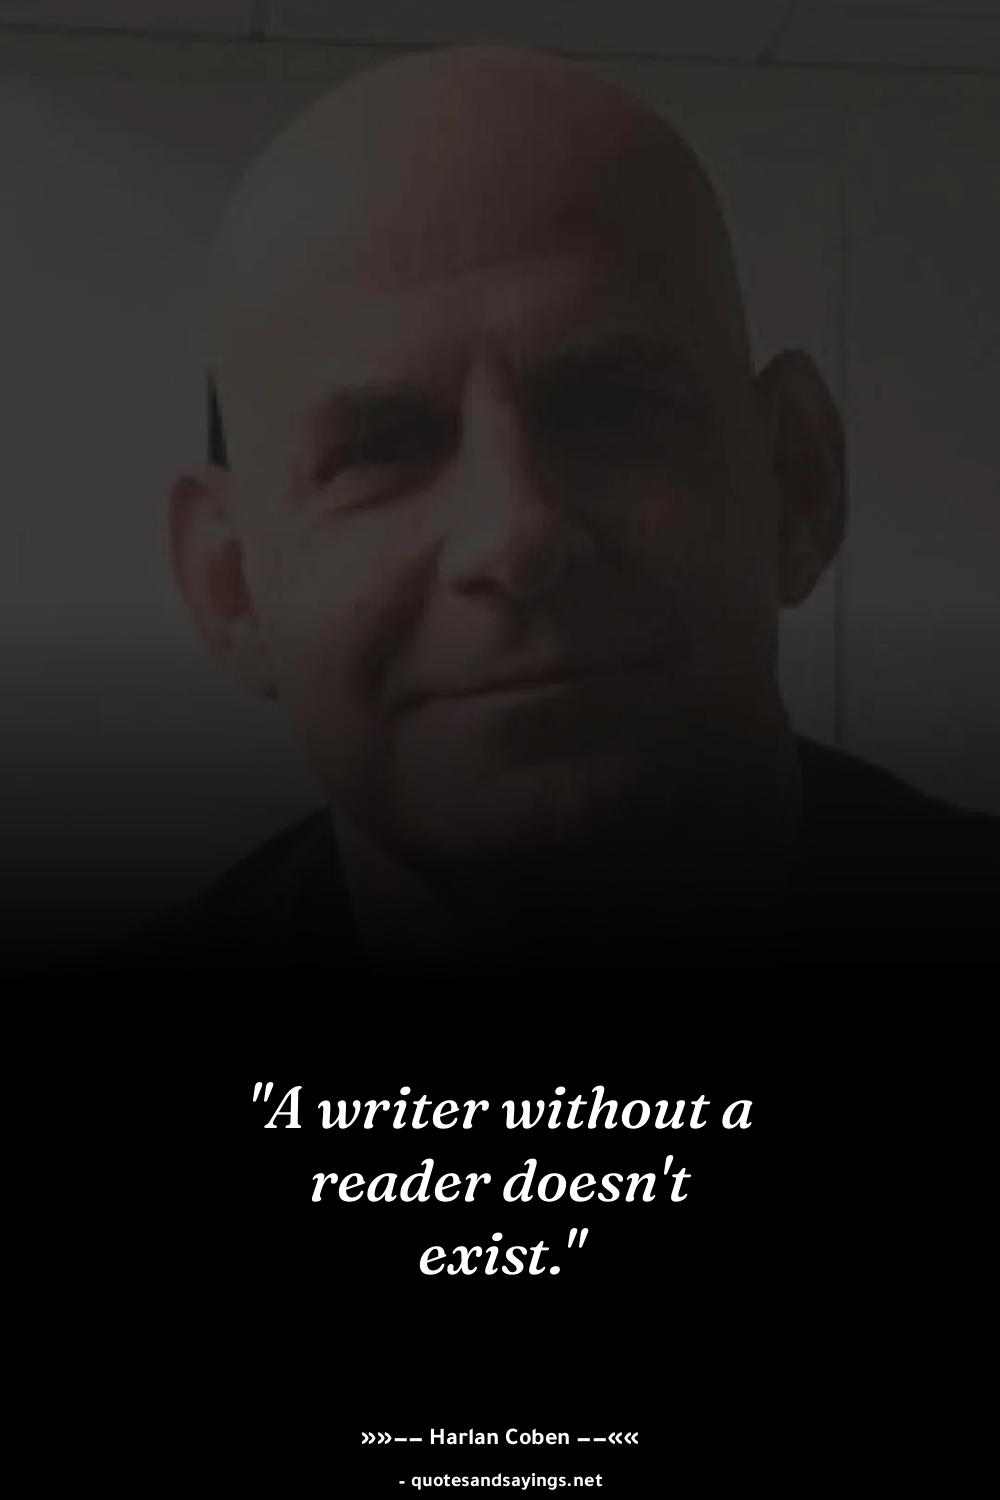 "A writer without a
reader doesn't
exist."
»»–– Harlan Coben ––««
- quotesandsayings.net